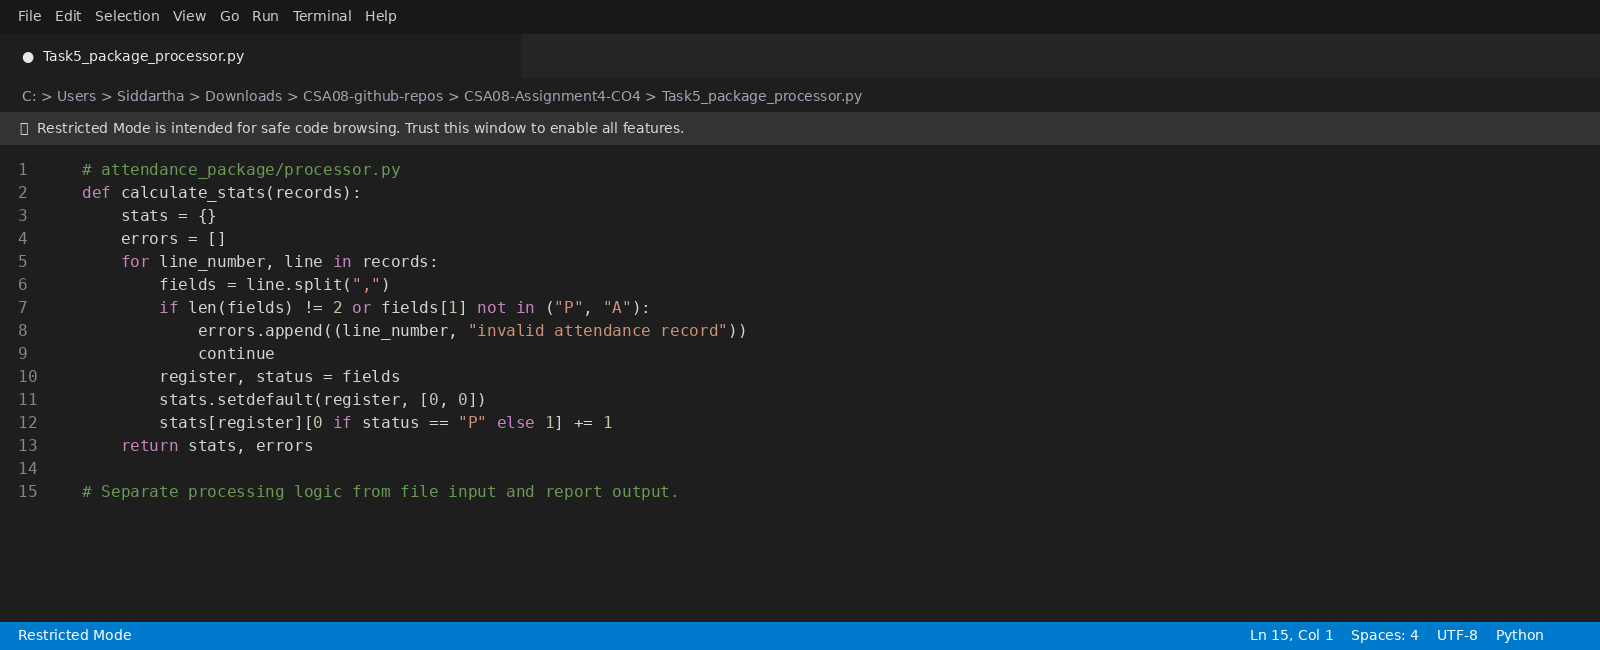 File Edit Selection View Go Run Terminal Help
● Task5_package_processor.py
C: > Users > Siddartha > Downloads > CSA08-github-repos > CSA08-Assignment4-CO4 > Task5_package_processor.py
Restricted Mode is intended for safe code browsing. Trust this window to enable all features.
1 # attendance_package/processor.py
2 def calculate_stats(records):
3     stats = {}
4     errors = []
5     for line_number, line in records:
6         fields = line.split(",")
7         if len(fields) != 2 or fields[1] not in ("P", "A"):
8             errors.append((line_number, "invalid attendance record"))
9             continue
10         register, status = fields
11         stats.setdefault(register, [0, 0])
12         stats[register][0 if status == "P" else 1] += 1
13     return stats, errors
14
15 # Separate processing logic from file input and report output.
Restricted Mode Ln 15, Col 1 Spaces: 4 UTF-8 Python